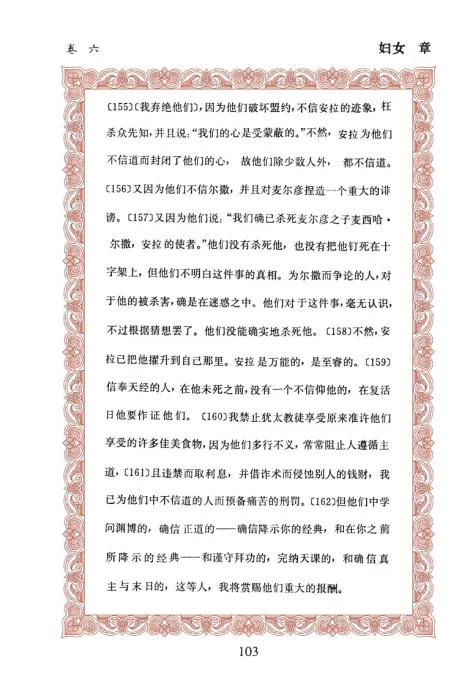 卷 六
妇女 章
〔155〕(我弃绝他们),因为他们破坏盟约,不信安拉的迹象,枉
杀众先知,并且说:“我们的心是受蒙蔽的。”不然,安拉为他们
不信道而封闭了他们的心, 故他们除少数人外, 都不信道。
〔156〕又因为他们不信尔撒,并且对麦尔彦捏造一个重大的诽
谤。〔157〕又因为他们说:“我们确已杀死麦尔彦之子麦西哈·
尔撒,安拉的使者。”他们没有杀死他,也没有把他钉死在十
字架上,但他们不明白这件事的真相。为尔撒而争论的人,对
于他的被杀害,确是在迷惑之中。他们对于这件事,毫无认识,
不过根据猜想罢了。他们没能确实地杀死他。〔158〕不然,安
拉已把他擢升到自己那里。安拉是万能的,是至睿的。〔159〕
信奉天经的人,在他未死之前,没有一个不信仰他的,在复活
日他要作证他们。〔160〕我禁止犹太教徒享受原来准许他们
享受的许多佳美食物,因为他们多行不义,常常阻止人遵循主
道,〔161〕且违禁而取利息,并借诈术而侵蚀别人的钱财,我
已为他们中不信道的人而预备痛苦的刑罚。〔162〕但他们中学
问渊博的,确信正道的——确信降示你的经典,和在你之前
所降示的经典——和谨守拜功的,完纳天课的,和确信真
主与末日的,这等人,我将赏赐他们重大的报酬。
103